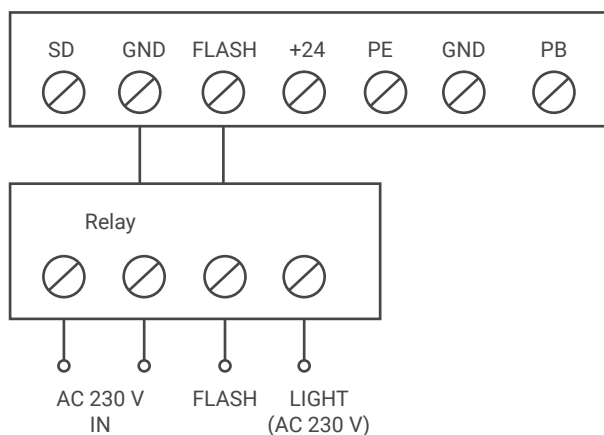 SD GND FLASH +24 PE GND PB
Relay
AC 230 V FLASH LIGHT
IN (AC 230 V)